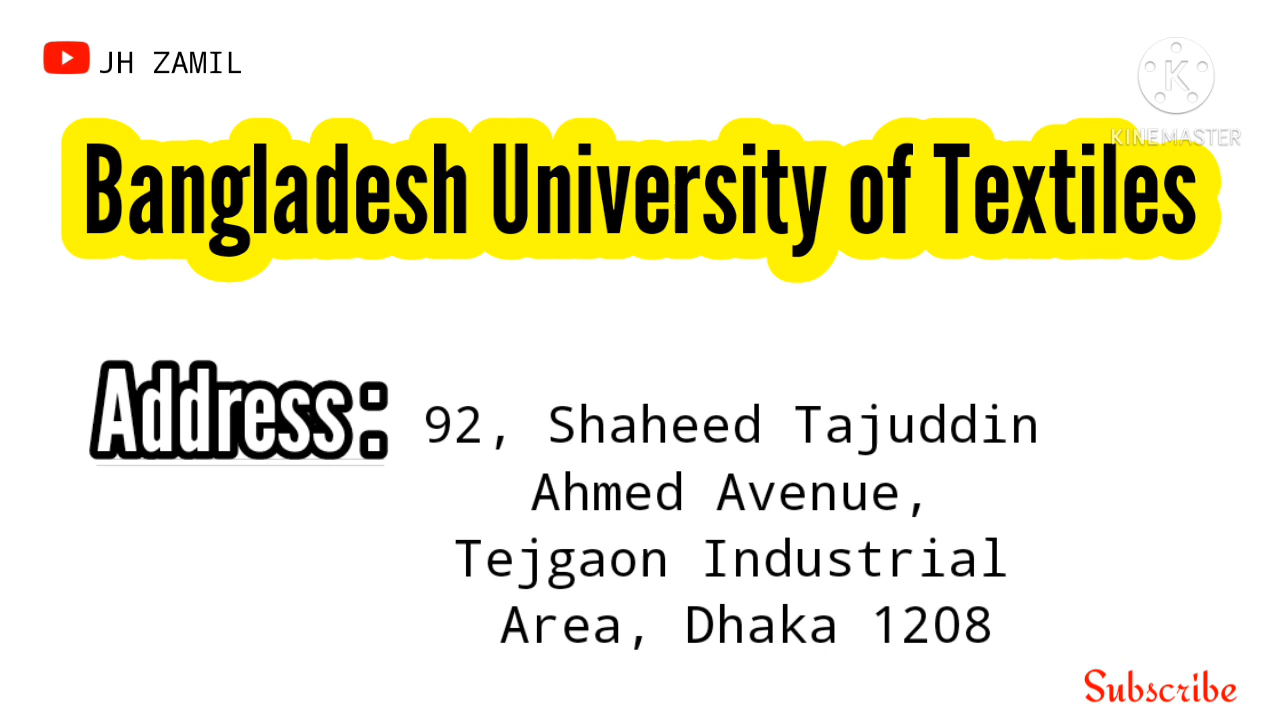 JH ZAMIL
KINEMASTER
Bangladesh University of Textiles
Address:
92, Shaheed Tajuddin
Ahmed Avenue,
Tejgaon Industrial
Area, Dhaka 1208
Subscribe